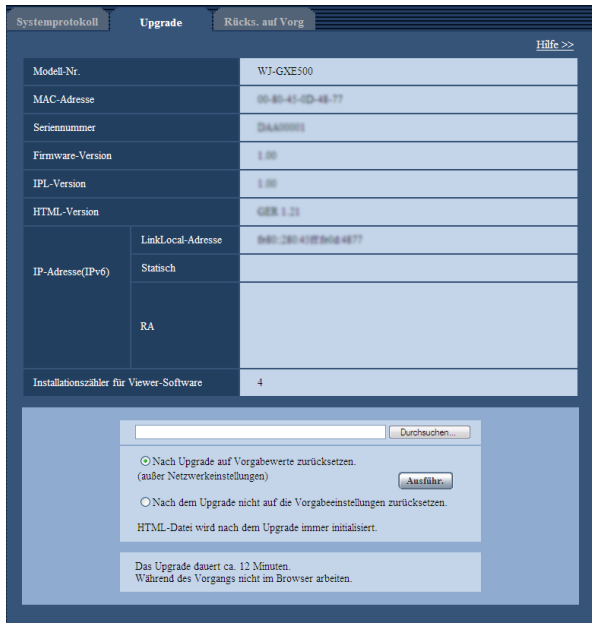 Systemprotokoll
Upgrade
Rücks. auf Vorg
Hilfe >>
Modell-Nr.
WJ-GXE500
MAC-Adresse
00-80-45-0D-48-77
Seriennummer
DAA00001
Firmware-Version
1.00
IPL-Version
1.00
HTML-Version
GER 1.21
IP-Adresse(IPv6)
LinkLocal-Adresse
Statisch
RA
Installationszähler für Viewer-Software
4
Durchsuchen...
Nach Upgrade auf Vorgabewerte zurücksetzen.
(außer Netzwerkeinstellungen)
Ausführ.
Nach dem Upgrade nicht auf die Vorgabeeinstellungen zurücksetzen.
HTML-Datei wird nach dem Upgrade immer initialisiert.
Das Upgrade dauert ca. 12 Minuten.
Während des Vorgangs nicht im Browser arbeiten.